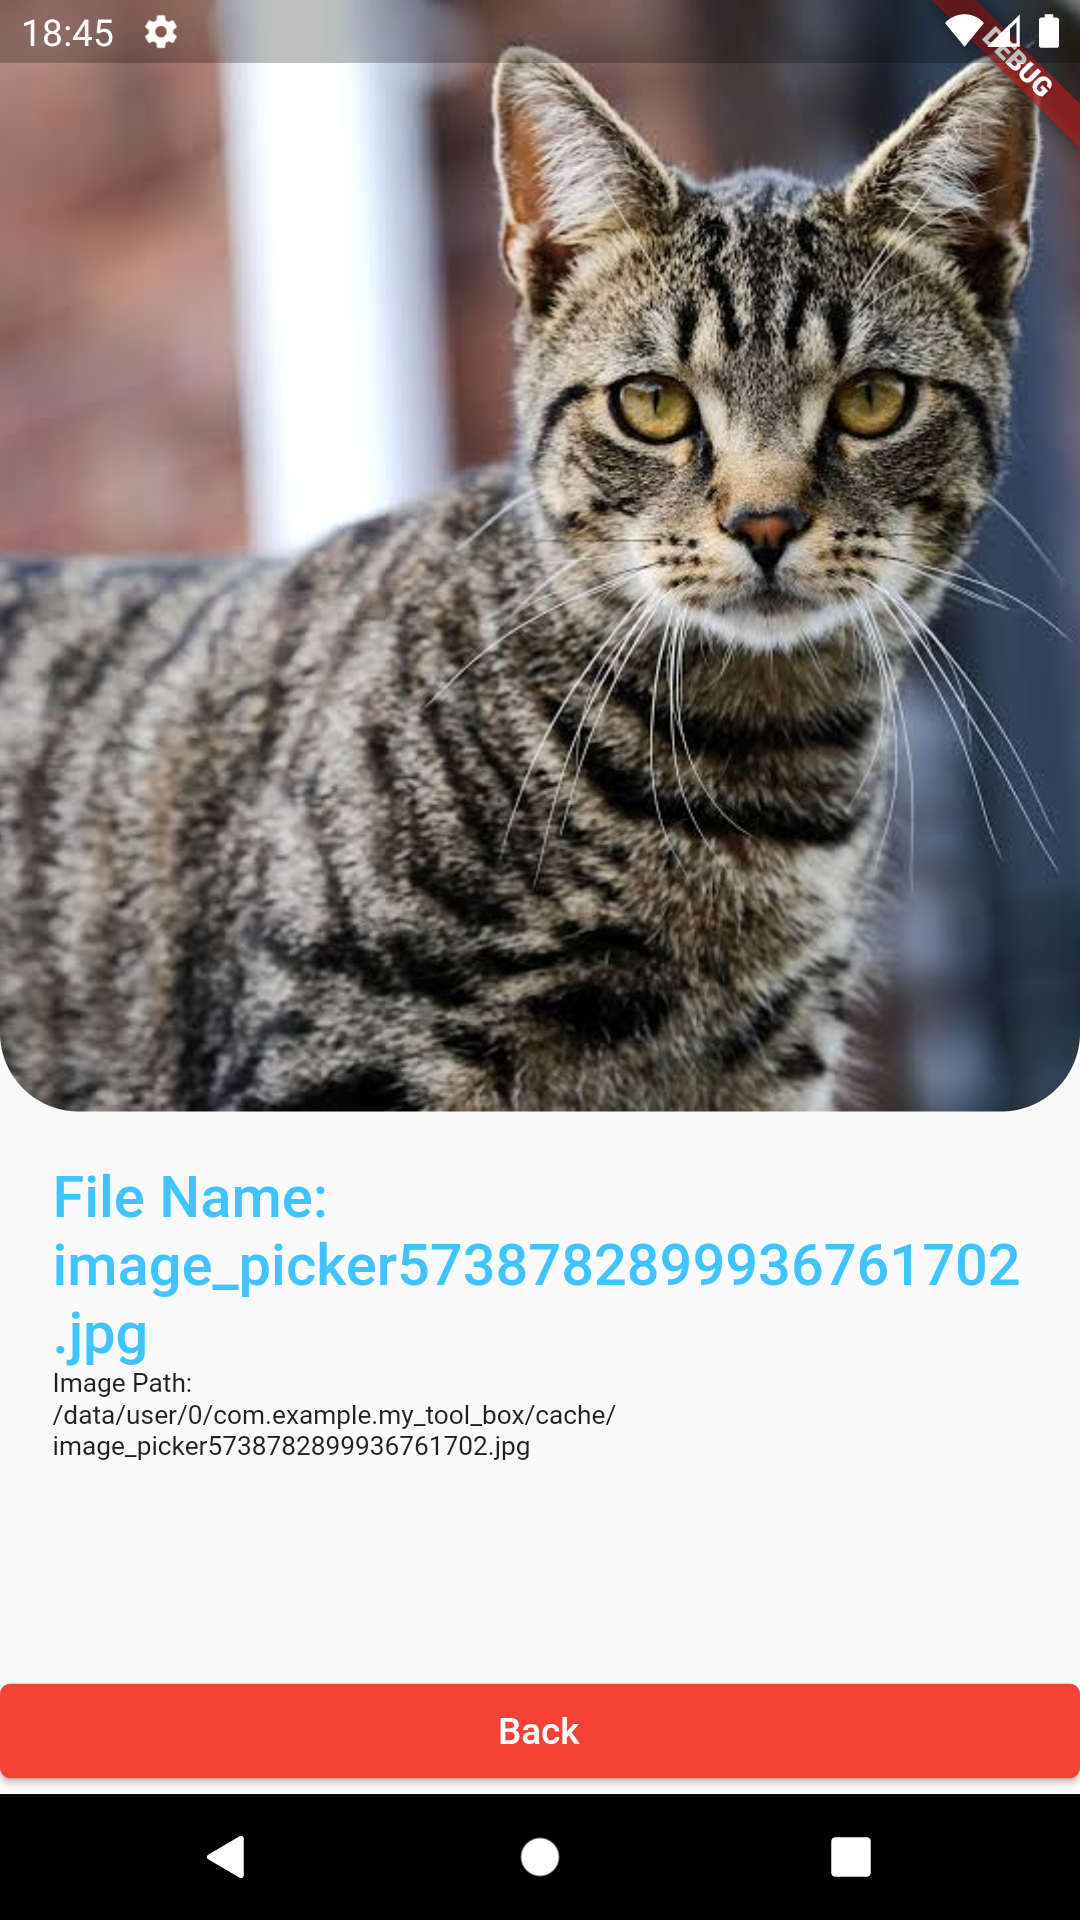 18:45
DEBUG
File Name:
image_picker5738782899936761702
.jpg
Image Path:
/data/user/0/com.example.my_tool_box/cache/
image_picker5738782899936761702.jpg
Back